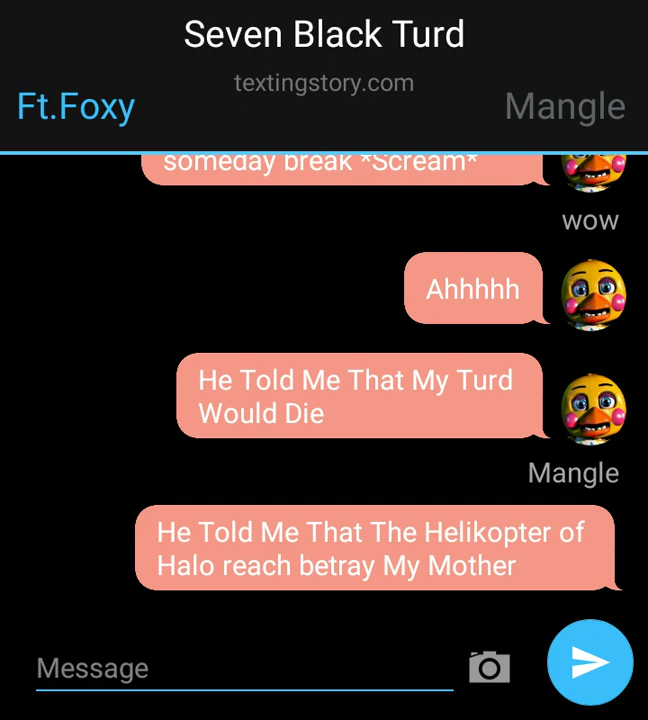 Seven Black Turd
textingstory.com
Ft.Foxy
Mangle
someday break *Scream*
wow
Ahhhhh
He Told Me That My Turd
Would Die
Mangle
He Told Me That The Helikopter of
Halo reach betray My Mother
Message